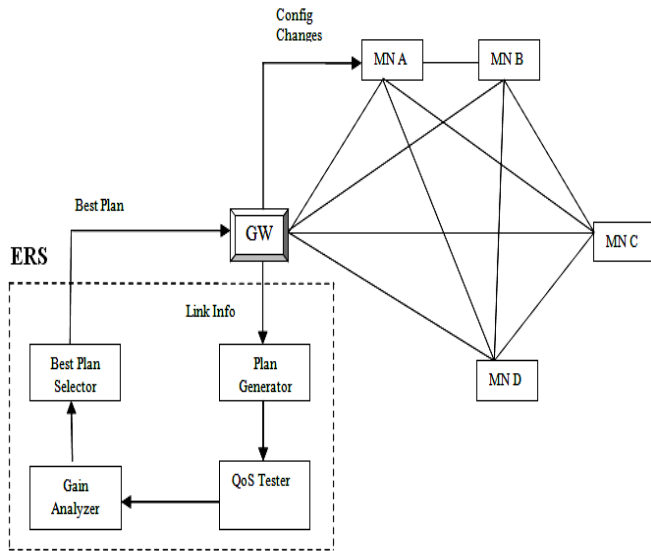 Config
Changes
MN A
MN B
Best Plan
GW
MN C
ERS
Link Info
Best Plan
Selector
Plan
Generator
MN D
Gain
Analyzer
QoS Tester